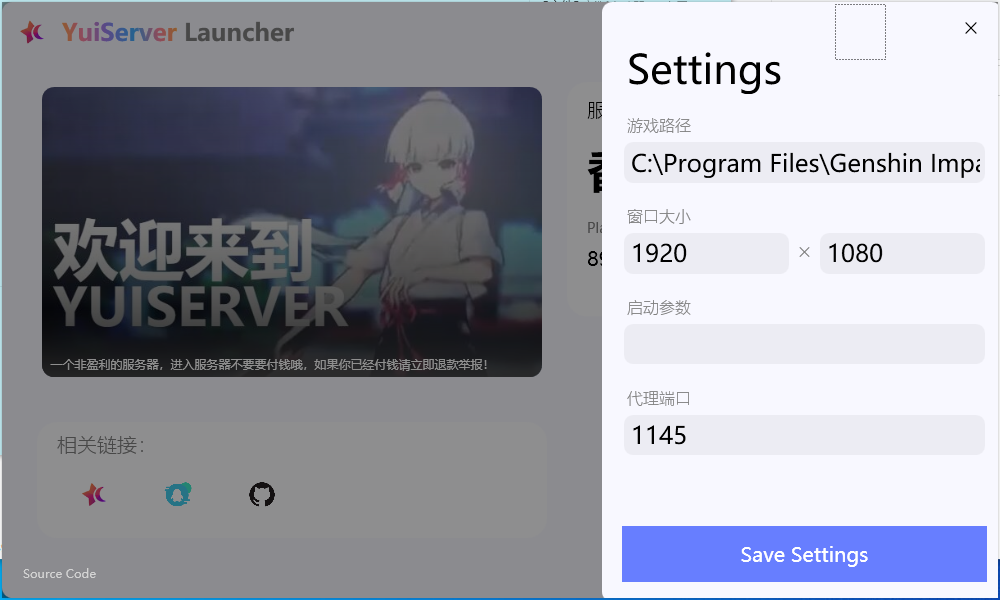 YuiServer Launcher
欢迎来到
YUISERVER
一个非盈利的服务器，进入服务器不要要付钱哦，如果你已经付钱请立即退款举报！
相关链接：
Source Code
服
Pla
Settings
游戏路径
C:\Program Files\Genshin Impa
窗口大小
1920 × 1080
启动参数
代理端口
1145
Save Settings